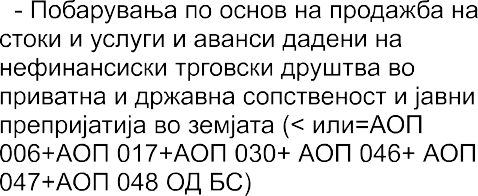 - Побарувања по основ на продажба на
стоки и услуги и аванси дадени на
нефинансиски трговски друштва во
приватна и државна сопственост и јавни
препријатија во земјата (< или=АОП
006+АОП 017+АОП 030+ АОП 046+ АОП
047+АОП 048 ОД БС)